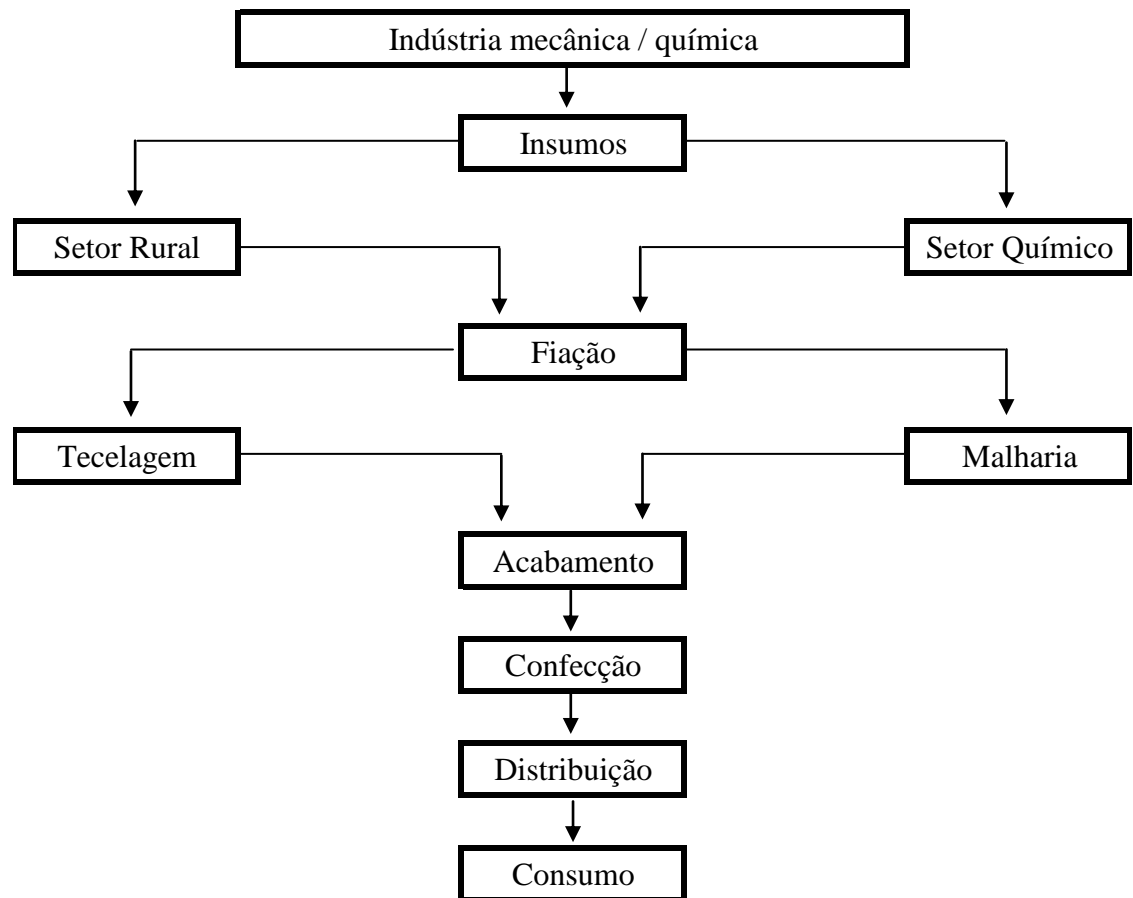 Indústria mecânica / química
Insumos
Setor Rural
Setor Químico
Fiação
Tecelagem
Malharia
Acabamento
Confecção
Distribuição
Consumo